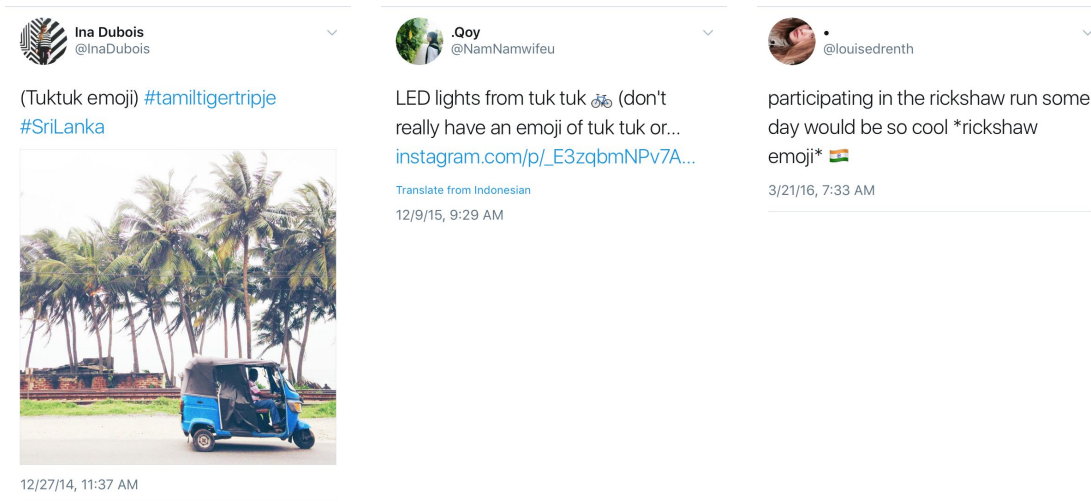 Ina Dubois
@InaDubois
(Tuktuk emoji) #tamiltigertripje
#SriLanka
12/27/14, 11:37 AM
.Qoy
@NamNamwifeu
LED lights from tuk tuk 🚲 (don't
really have an emoji of tuk tuk or...
instagram.com/p/_E3zqbmNPv7A...
Translate from Indonesian
12/9/15, 9:29 AM
•
@louisedrenth
participating in the rickshaw run some
day would be so cool *rickshaw
emoji* 🇮🇳
3/21/16, 7:33 AM